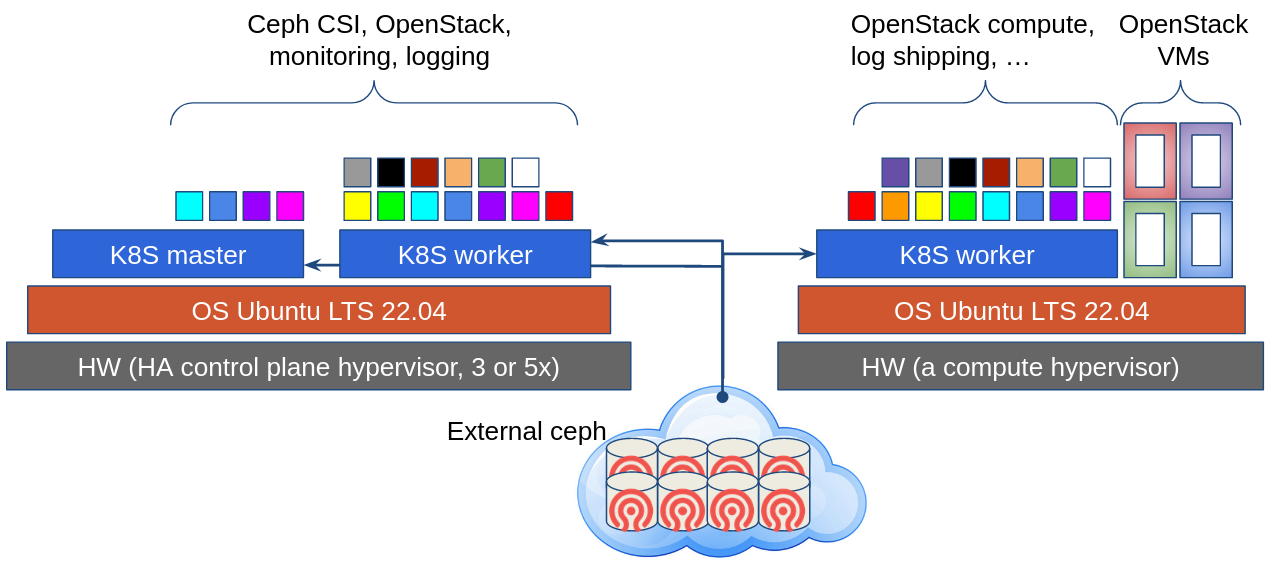 Ceph CSI, OpenStack,
monitoring, logging
OpenStack compute,
log shipping, …
OpenStack
VMs
K8S master
K8S worker
K8S worker
OS Ubuntu LTS 22.04
OS Ubuntu LTS 22.04
HW (HA control plane hypervisor, 3 or 5x)
HW (a compute hypervisor)
External ceph